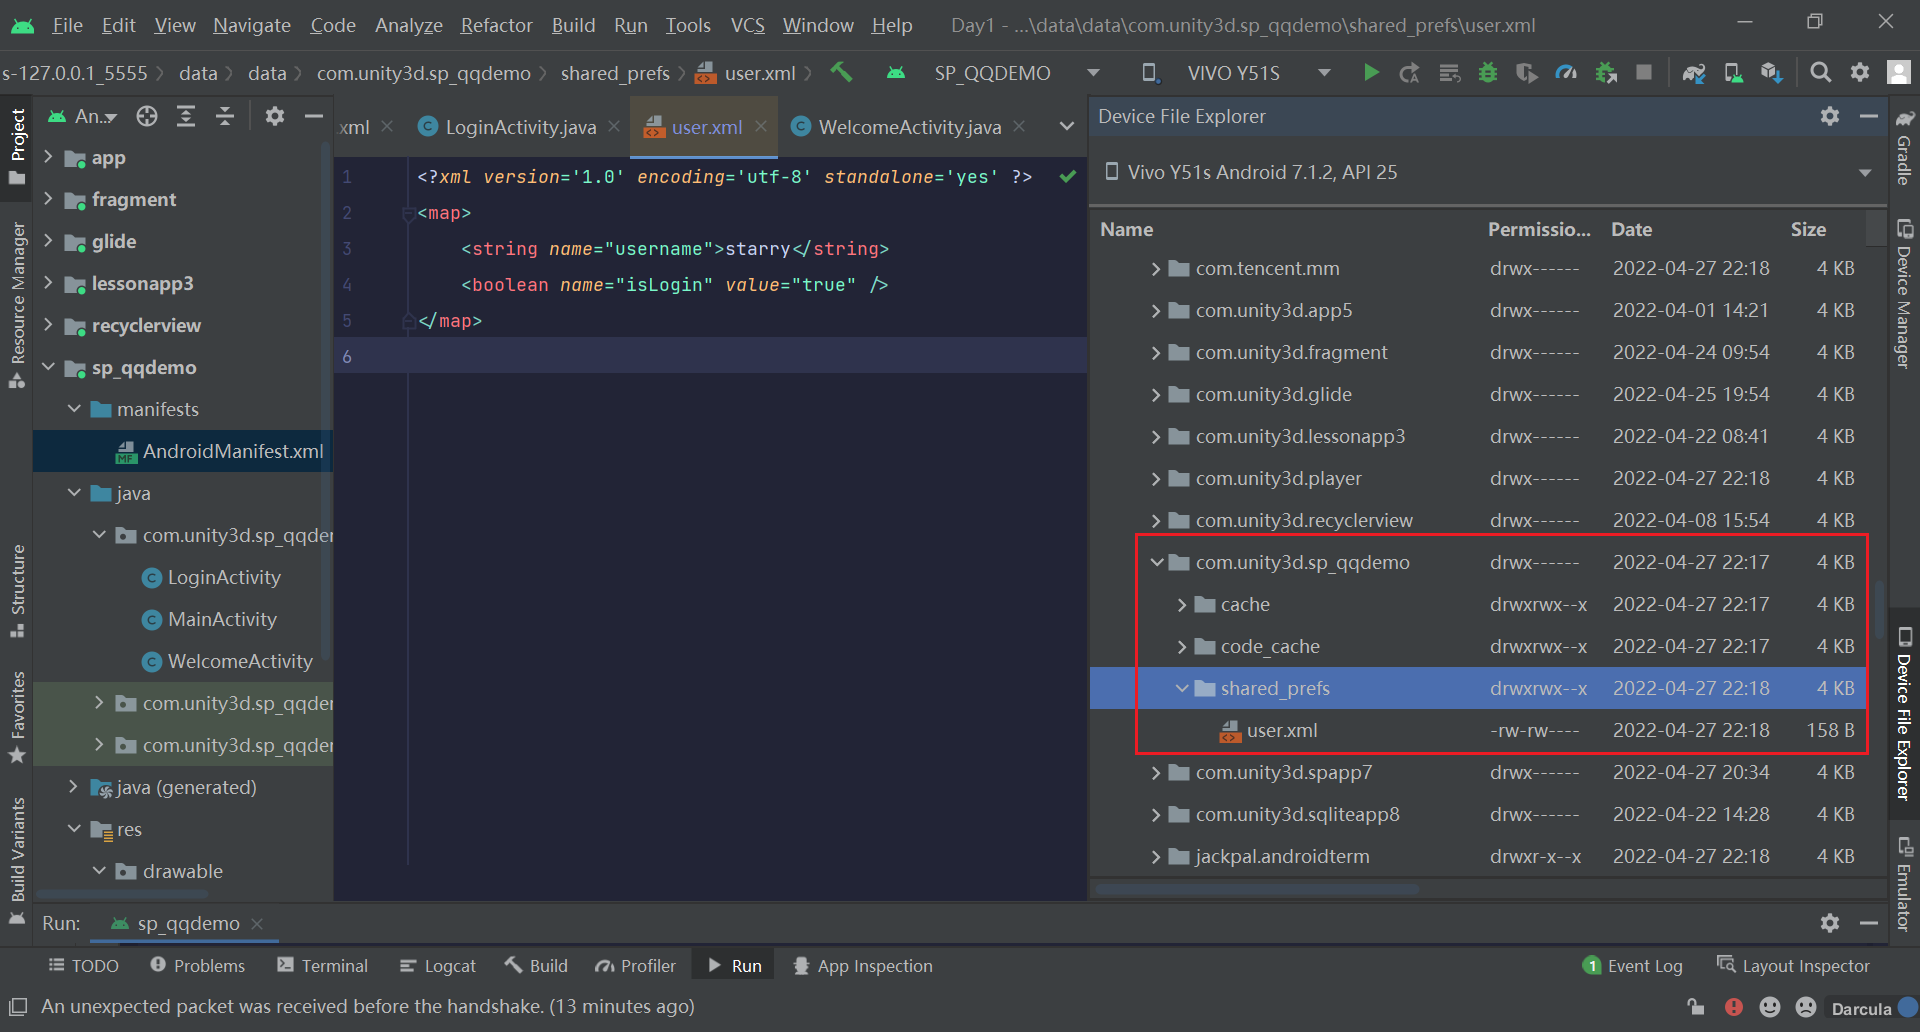 File Edit View Navigate Code Analyze Refactor Build Run Tools VCS Window Help Day1 - ...\data\data\com.unity3d.sp_qqdemo\shared_prefs\user.xml
s-127.0.0.1_5555 data data com.unity3d.sp_qqdemo shared_prefs user.xml SP_QQDEMO VIVO Y51S
Project
Resource Manager
Structure
Favorites
Build Variants
An...
app
fragment
glide
lessonapp3
recyclerview
sp_qqdemo
manifests
AndroidManifest.xml
java
com.unity3d.sp_qqder
LoginActivity
MainActivity
WelcomeActivity
com.unity3d.sp_qqder
com.unity3d.sp_qqder
java (generated)
res
drawable
.xml LoginActivity.java user.xml WelcomeActivity.java
1 <?xml version='1.0' encoding='utf-8' standalone='yes' ?>
2 <map>
3 <string name="username">starry</string>
4 <boolean name="isLogin" value="true" />
5 </map>
6
Device File Explorer
Vivo Y51s Android 7.1.2, API 25
Name Permissio... Date Size
com.tencent.mm drwx------ 2022-04-27 22:18 4 KB
com.unity3d.app5 drwx------ 2022-04-01 14:21 4 KB
com.unity3d.fragment drwx------ 2022-04-24 09:54 4 KB
com.unity3d.glide drwx------ 2022-04-25 19:54 4 KB
com.unity3d.lessonapp3 drwx------ 2022-04-22 08:41 4 KB
com.unity3d.player drwx------ 2022-04-27 22:18 4 KB
com.unity3d.recyclerview drwx------ 2022-04-08 15:54 4 KB
com.unity3d.sp_qqdemo drwx------ 2022-04-27 22:17 4 KB
cache drwxrwx--x 2022-04-27 22:17 4 KB
code_cache drwxrwx--x 2022-04-27 22:17 4 KB
shared_prefs drwxrwx--x 2022-04-27 22:18 4 KB
user.xml -rw-rw---- 2022-04-27 22:18 158 B
com.unity3d.spapp7 drwx------ 2022-04-27 20:34 4 KB
com.unity3d.sqliteapp8 drwx------ 2022-04-22 14:28 4 KB
jackpal.androidterm drwxr-x--x 2022-04-27 22:18 4 KB
Gradle
Device Manager
Device File Explorer
Emulator
Run: sp_qqdemo
TODO Problems Terminal Logcat Build Profiler Run App Inspection 1 Event Log Layout Inspector
An unexpected packet was received before the handshake. (13 minutes ago) Darcula